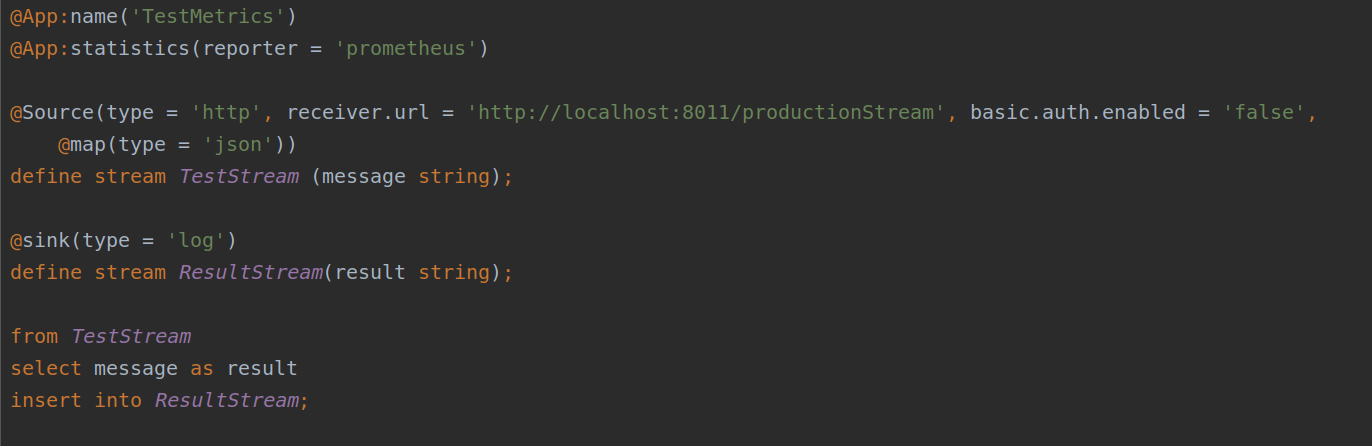 @App:name('TestMetrics')
@App:statistics(reporter = 'prometheus')
@Source(type = 'http', receiver.url = 'http://localhost:8011/productionStream', basic.auth.enabled = 'false',
@map(type = 'json'))
define stream TestStream (message string);
@sink(type = 'log')
define stream ResultStream(result string);
from TestStream
select message as result
insert into ResultStream;